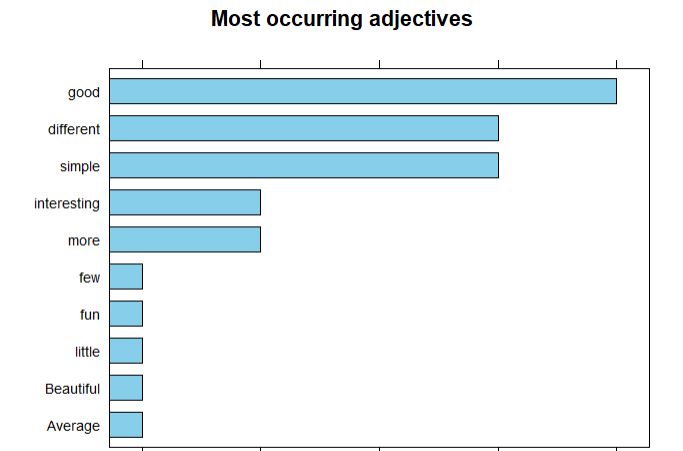 Most occurring adjectives
good
different
simple
interesting
more
few
fun
little
Beautiful
Average